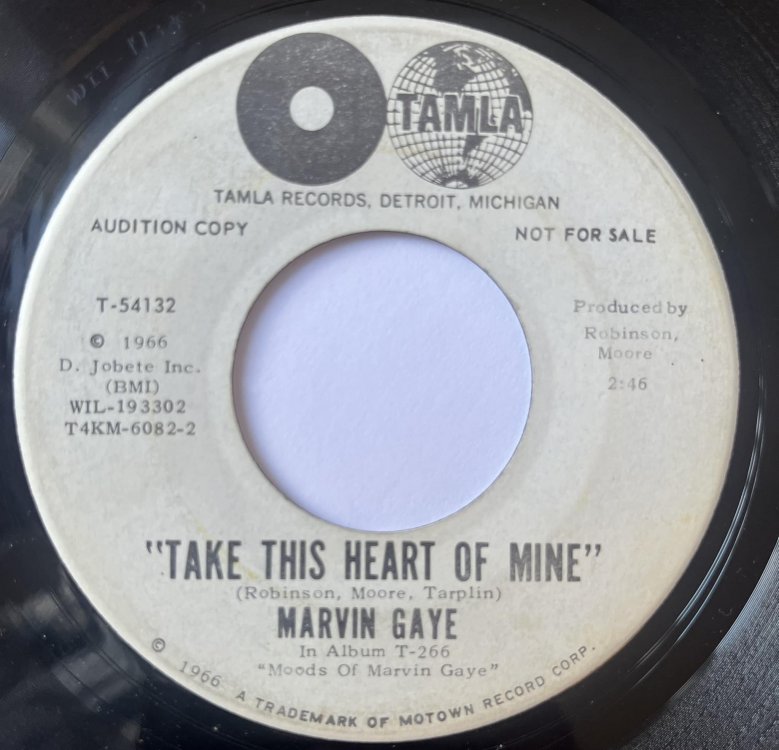 TAMLA
TAMLA RECORDS, DETROIT, MICHIGAN
AUDITION COPY
NOT FOR SALE
T-54132
© 1966
D. Jobete Inc.
(BMI)
WIL-193302
T4KM-6082-2
Produced by
Robinson,
Moore
2:46
"TAKE THIS HEART OF MINE"
(Robinson, Moore, Tarplin)
MARVIN GAYE
In Album T-266
"Moods Of Marvin Gaye"
© 1966 A TRADEMARK OF MOTOWN RECORD CORP.